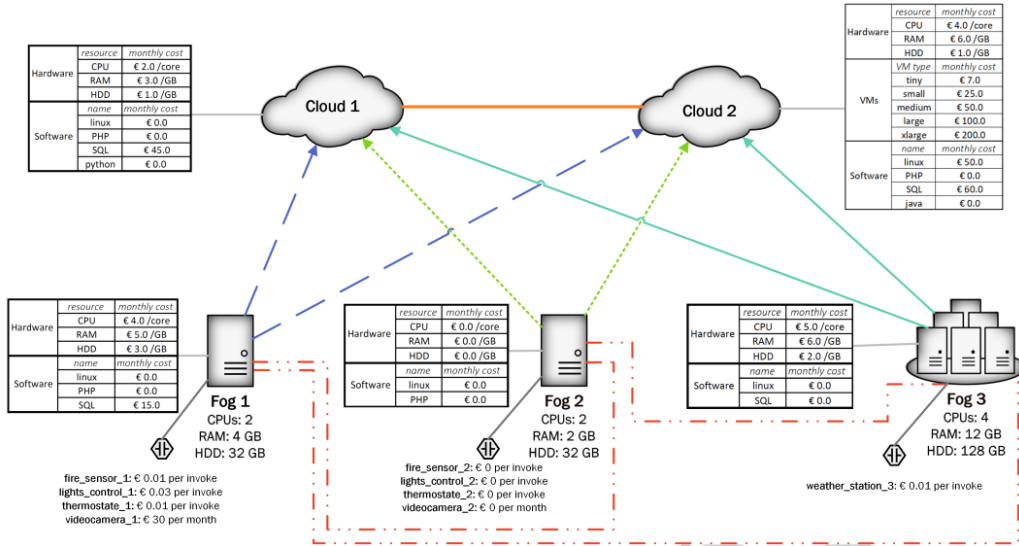 resource monthly cost
Hardware
CPU € 2.0 /core
RAM € 3.0 /GB
HDD € 1.0 /GB
name monthly cost
Software
linux € 0.0
PHP € 0.0
SQL € 45.0
python € 0.0
Cloud 1
Cloud 2
resource monthly cost
Hardware
CPU € 4.0 /core
RAM € 6.0 /GB
HDD € 1.0 /GB
VM type monthly cost
VMs
tiny € 7.0
small € 25.0
medium € 50.0
large € 100.0
xlarge € 200.0
name monthly cost
Software
linux € 50.0
PHP € 0.0
SQL € 60.0
java € 0.0
resource monthly cost
Hardware
CPU € 4.0 /core
RAM € 5.0 /GB
HDD € 3.0 /GB
name monthly cost
Software
linux € 0.0
PHP € 0.0
SQL € 15.0
Fog 1
CPUs: 2
RAM: 4 GB
HDD: 32 GB
fire_sensor_1: € 0.01 per invoke
lights_control_1: € 0.03 per invoke
thermostate_1: € 0.01 per invoke
videocamera_1: € 30 per month
resource monthly cost
Hardware
CPU € 0.0 /core
RAM € 0.0 /GB
HDD € 0.0 /GB
name monthly cost
Software
linux € 0.0
PHP € 0.0
Fog 2
CPUs: 2
RAM: 2 GB
HDD: 32 GB
fire_sensor_2: € 0 per invoke
lights_control_2: € 0 per invoke
thermostate_2: € 0 per invoke
videocamera_2: € 0 per month
resource monthly cost
Hardware
CPU € 5.0 /core
RAM € 6.0 /GB
HDD € 2.0 /GB
name monthly cost
Software
linux € 0.0
SQL € 0.0
Fog 3
CPUs: 4
RAM: 12 GB
HDD: 128 GB
weather_station_3: € 0.01 per invoke